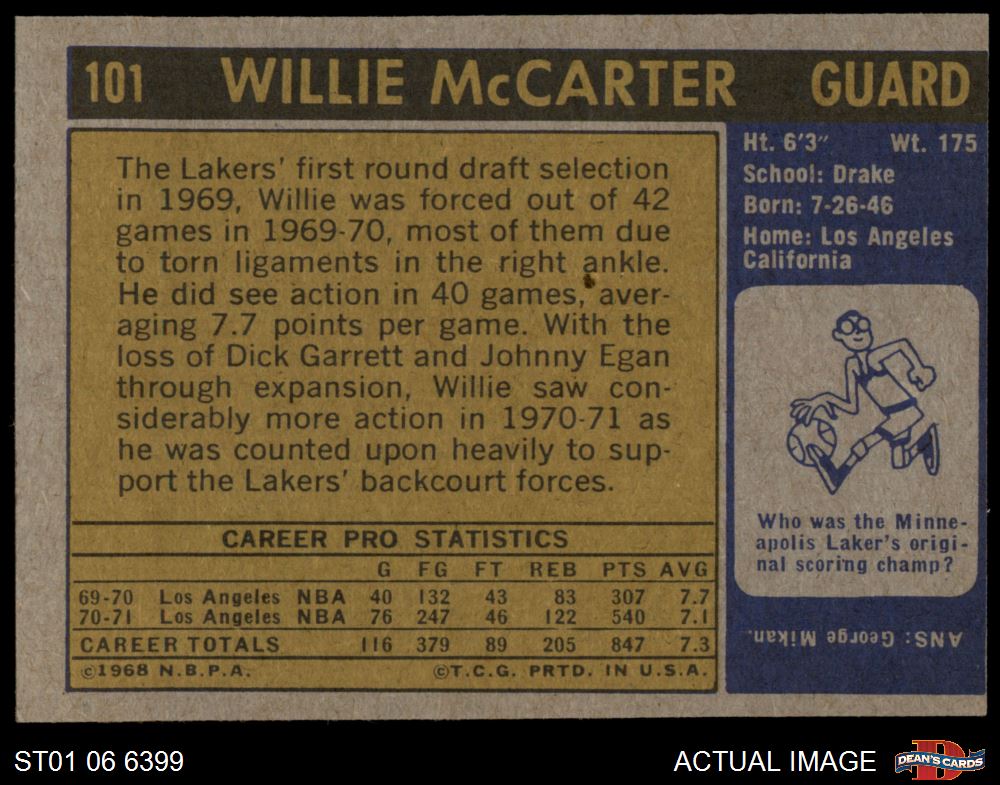 101 WILLIE McCARTER GUARD
The Lakers' first round draft selection
in 1969, Willie was forced out of 42
games in 1969-70, most of them due
to torn ligaments in the right ankle.
He did see action in 40 games, aver-
aging 7.7 points per game. With the
loss of Dick Garrett and Johnny Egan
through expansion, Willie saw con-
siderably more action in 1970-71 as
he was counted upon heavily to sup-
port the Lakers' backcourt forces.
CAREER PRO STATISTICS
G FG FT REB PTS AVG
69-70 Los Angeles NBA 40 132 43 83 307 7.7
70-71 Los Angeles NBA 76 247 46 122 540 7.1
CAREER TOTALS 116 379 89 205 847 7.3
©1968 N.B.P.A. ©T.C.G. PRTD. IN U.S.A.
Ht. 6'3" Wt. 175
School: Drake
Born: 7-26-46
Home: Los Angeles
California
Who was the Minne-
apolis Laker's origi-
nal scoring champ?
ANS: George Mikan.
ST01 06 6399
ACTUAL IMAGE
D
DEAN'S CARDS